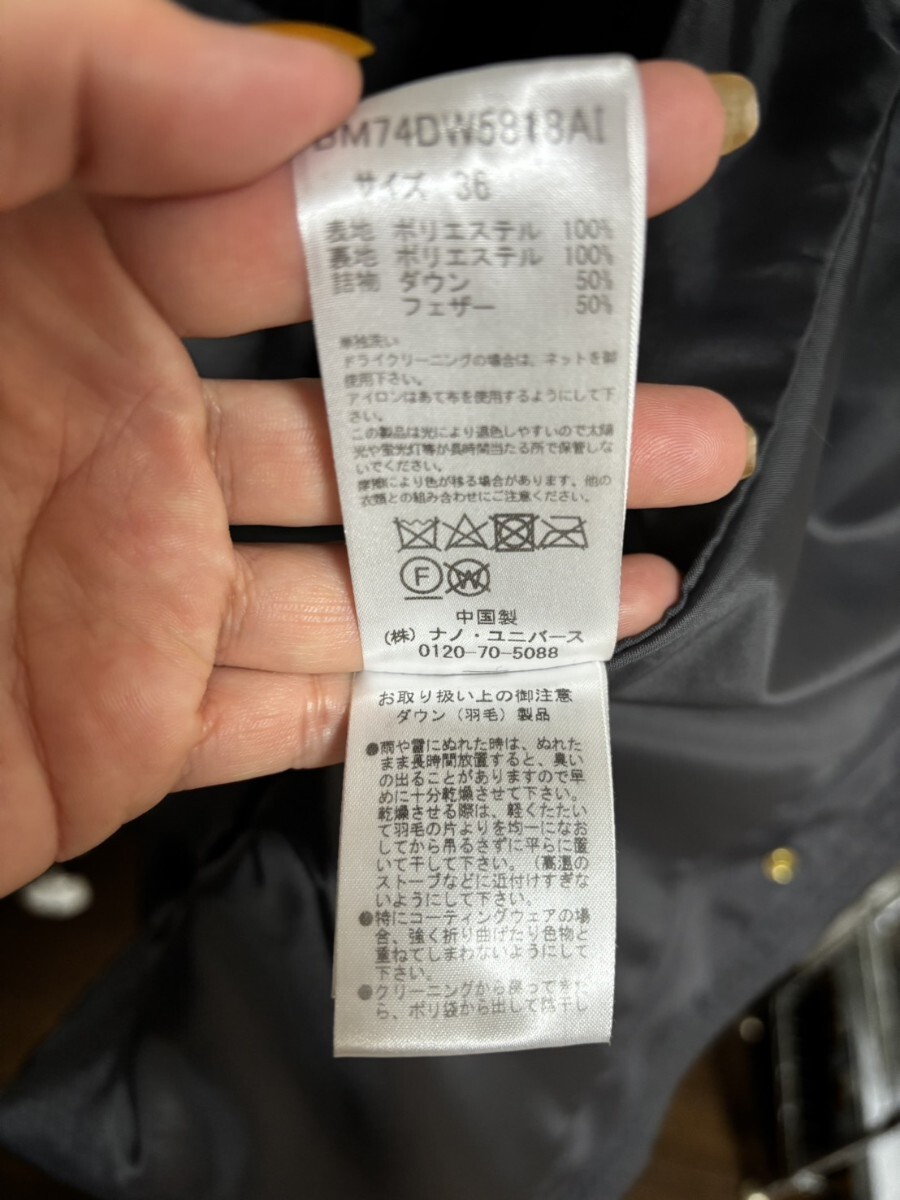 BM74DW5818AI
サイズ 36
表地 ポリエステル 100%
裏地 ポリエステル 100%
詰物 ダウン 50%
フェザー 50%
単独洗い
ドライクリーニングの場合は、ネットを御
使用下さい。
アイロンはあて布を使用するようにして下
さい。
この製品は光により退色しやすいので太陽
光や蛍光灯等が長時間当たる所で保管しな
いでください。
摩擦により色が移る場合があります。他の
衣類との組み合わせにご注意ください。
F W
中国製
(株) ナノ・ユニバース
0120-70-5088
お取り扱い上の御注意
ダウン (羽毛) 製品
●雨や雪にぬれた時は、ぬれた
まま長時間放置すると、臭い
の出ることがありますので早
めに十分乾燥させて下さい。
乾燥させる際は、軽くたたい
て羽毛の片よりを均一になお
してから吊るさずに平らに置
いて干して下さい。(高温の
ストーブなどに近付けすぎな
いようにして下さい。
●特にコーティングウェアの場
合、強く折り曲げたり色物と
重ねてしまわないようにして
下さい。
●クリーニングから戻ってきた
ら、ポリ袋から出して陰干し